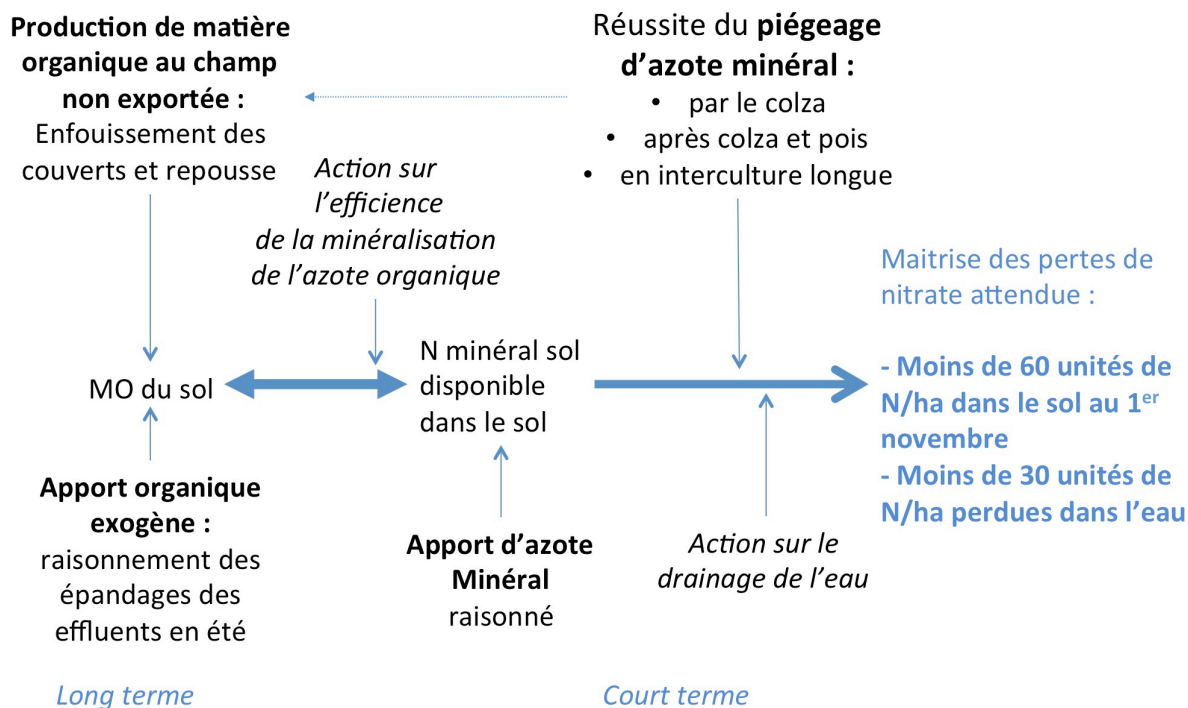 Production de matière
organique au champ
non exportée :
Enfouissement des
couverts et repousse
Réussite du piégeage
d'azote minéral :
• par le colza
• après colza et pois
• en interculture longue
Action sur
l'efficience
de la minéralisation
de l'azote organique
Maitrise des pertes de
nitrate attendue :
- Moins de 60 unités de
N/ha dans le sol au 1er
novembre
- Moins de 30 unités de
N/ha perdues dans l'eau
MO du sol
N minéral sol
disponible
dans le sol
Apport organique
exogène :
raisonnement des
épandages des
effluents en été
Apport d'azote
Minéral
raisonné
Action sur le
drainage de l'eau
Long terme
Court terme